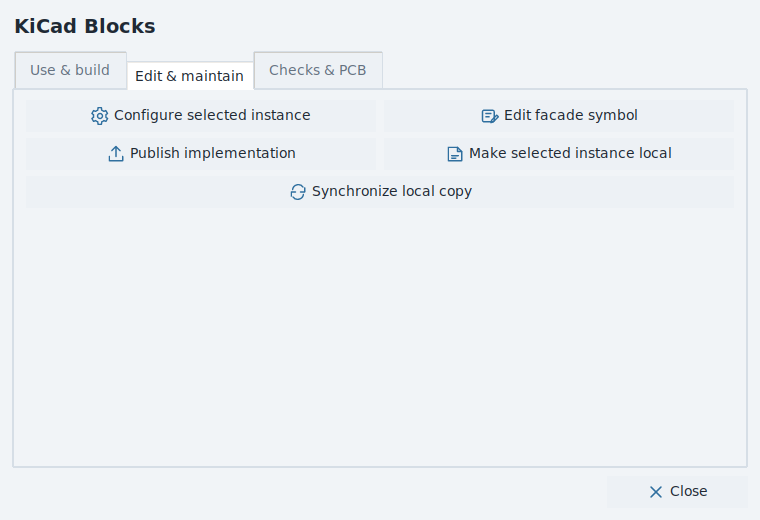 KiCad Blocks
Use & build
Edit & maintain
Checks & PCB
Configure selected instance
Edit facade symbol
Publish implementation
Make selected instance local
Synchronize local copy
Close